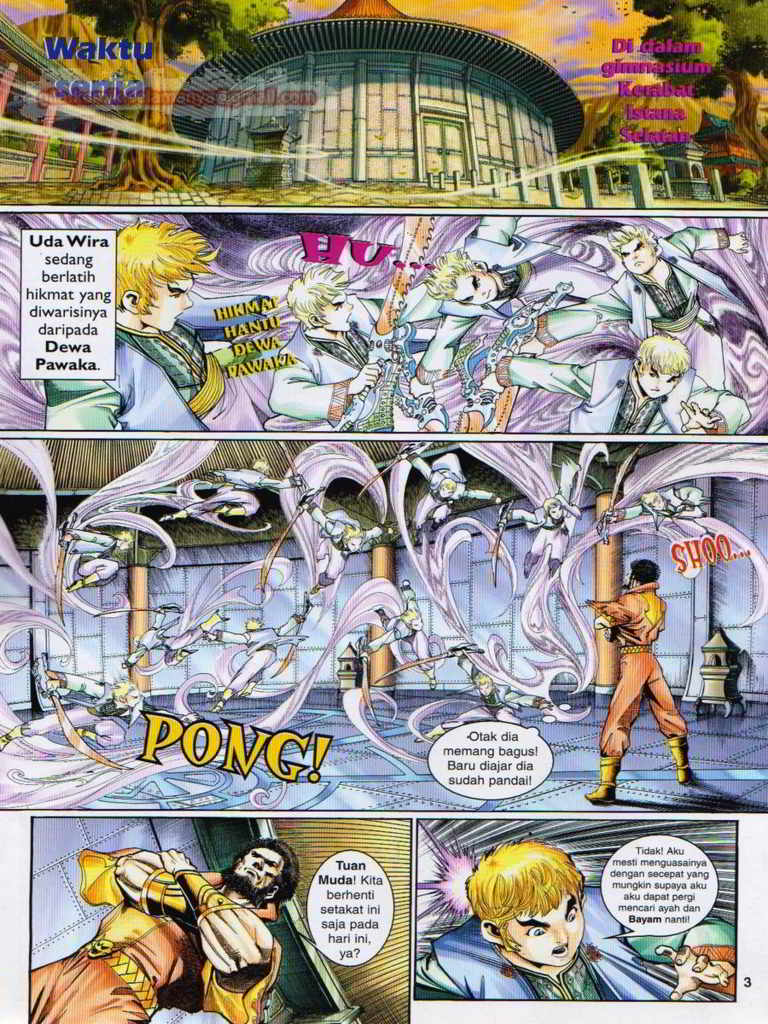 Waktu
senja
Di dalam
gimnasium
Kerabat
Istana
Selatan
Uda Wira
sedang
berlatih
hikmat yang
diwarisinya
daripada
Dewa
Pawaka.
HU...
HIKMAT
HANTU
DEWA
PAWAKA
SHOO...
PONG!
Otak dia
memang bagus!
Baru diajar dia
sudah pandai!
Tuan
Muda! Kita
berhenti
setakat ini
saja pada
hari ini,
ya?
Tidak! Aku
mesti menguasainya
dengan secepat yang
mungkin supaya aku
aku dapat pergi
mencari ayah dan
Bayam nanti!
3